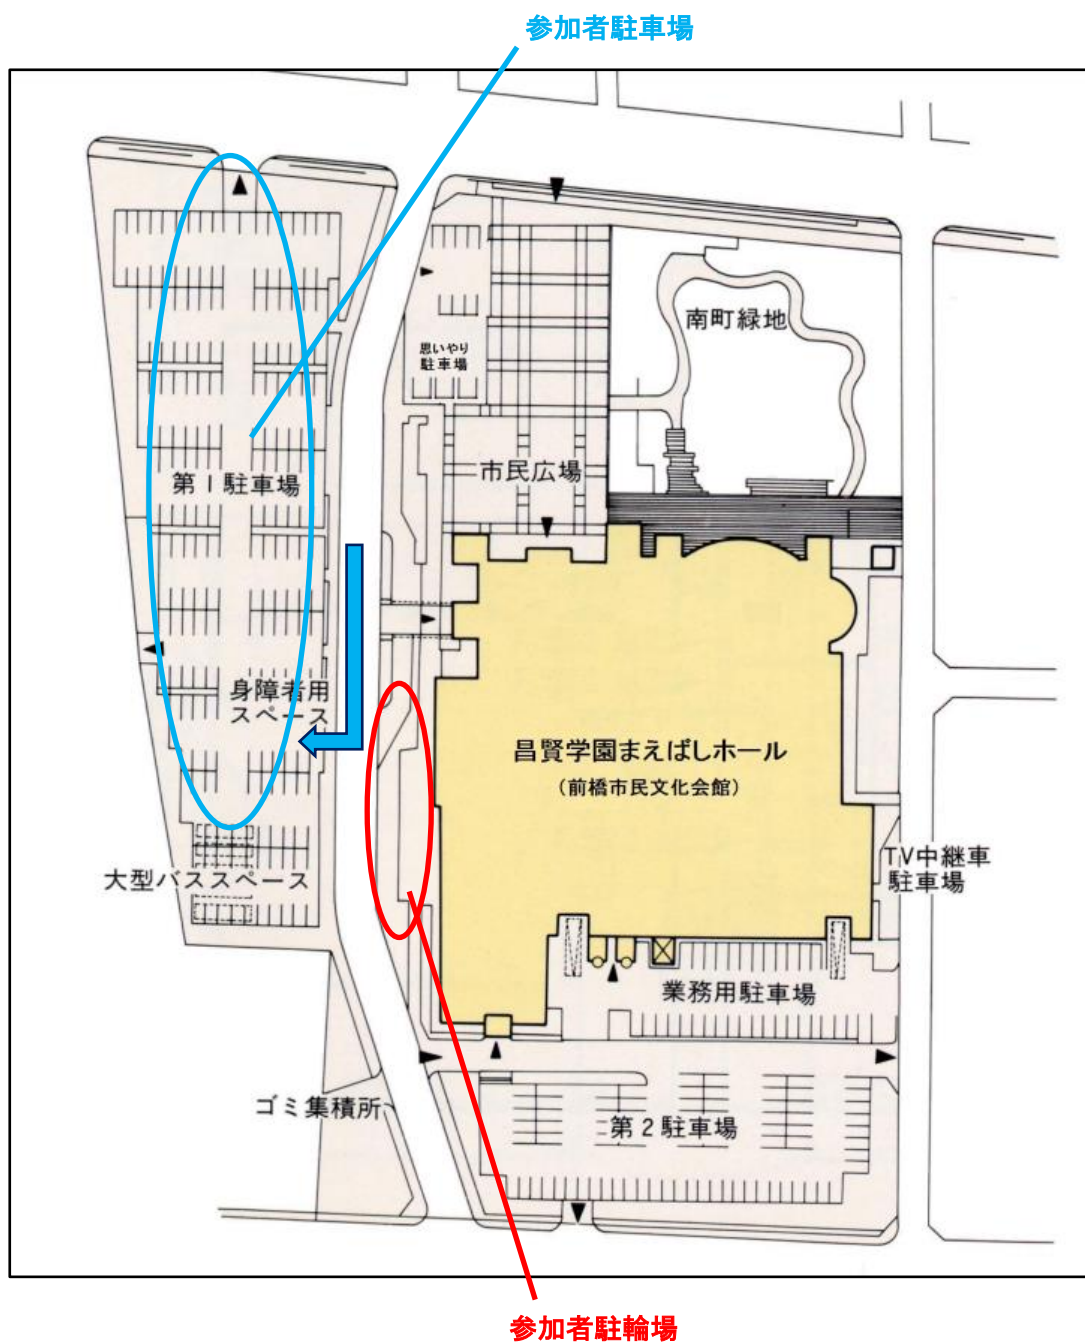 参加者駐車場
南町緑地
思いやり
駐車場
市民広場
第1駐車場
身障者用
スペース
昌賢学園まえばしホール
(前橋市民文化会館)
大型バススペース
TV中継車
駐車場
業務用駐車場
ゴミ集積所
第2駐車場
参加者駐輪場